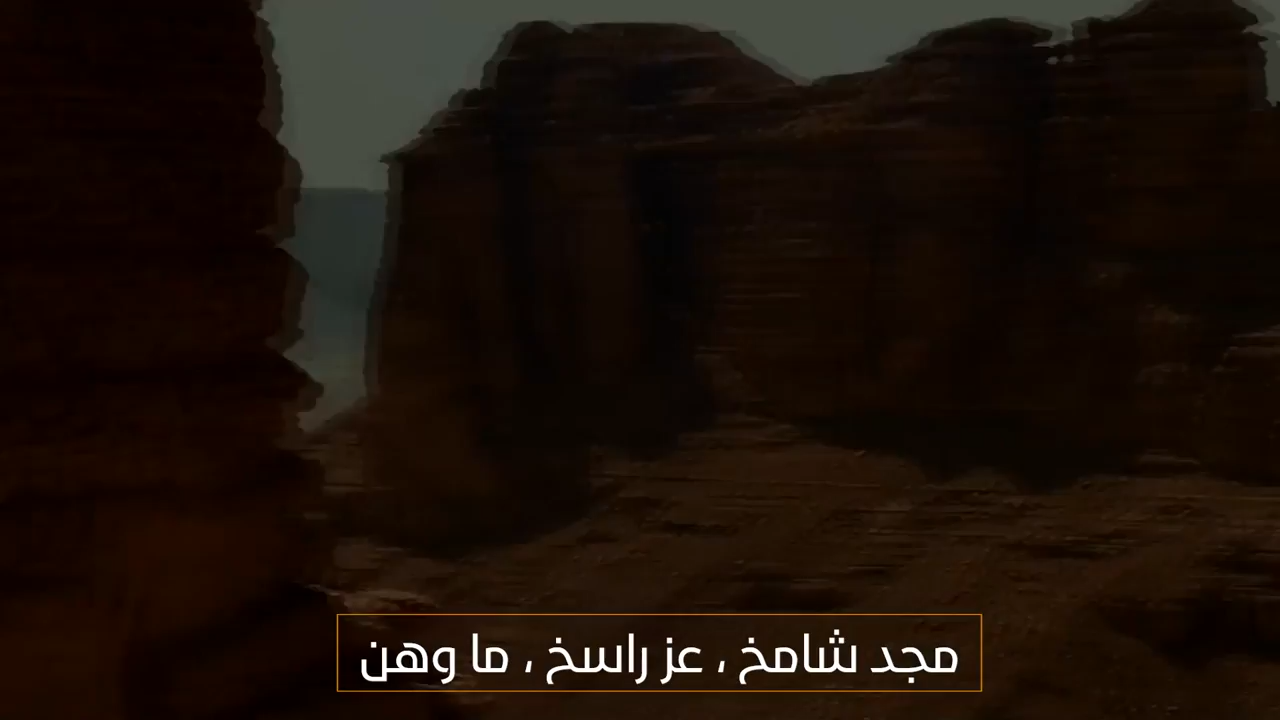 مجد شامخ ، عز راسخ ، ما وهن